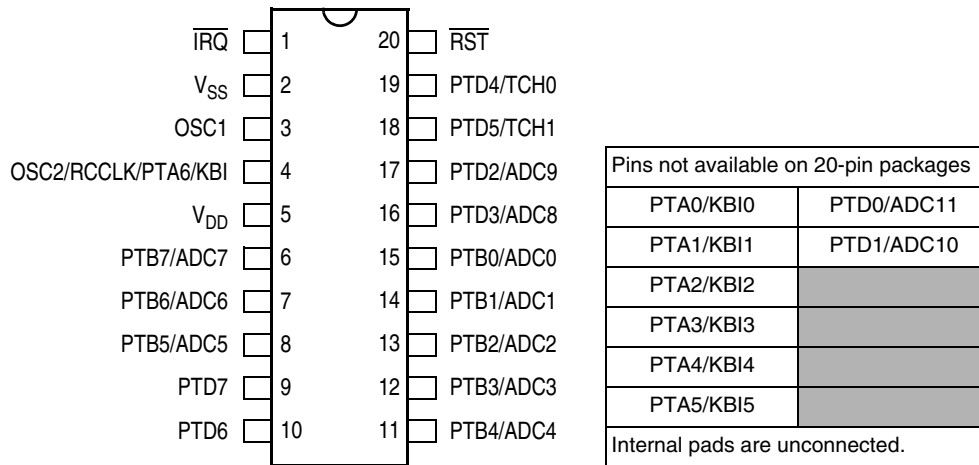 IRQ 1 20 RST
VSS 2 19 PTD4/TCH0
OSC1 3 18 PTD5/TCH1
OSC2/RCCLK/PTA6/KBI 4 17 PTD2/ADC9
VDD 5 16 PTD3/ADC8
PTB7/ADC7 6 15 PTB0/ADC0
PTB6/ADC6 7 14 PTB1/ADC1
PTB5/ADC5 8 13 PTB2/ADC2
PTD7 9 12 PTB3/ADC3
PTD6 10 11 PTB4/ADC4
Pins not available on 20-pin packages
PTA0/KBI0 PTD0/ADC11
PTA1/KBI1 PTD1/ADC10
PTA2/KBI2
PTA3/KBI3
PTA4/KBI4
PTA5/KBI5
Internal pads are unconnected.